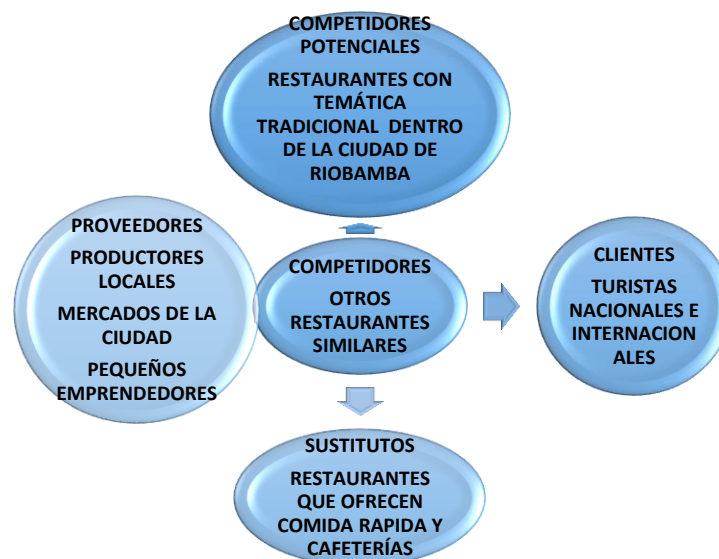 COMPETIDORES
POTENCIALES
RESTAURANTES CON
TEMÁTICA
TRADICIONAL DENTRO
DE LA CIUDAD DE
RIOBAMBA
PROVEEDORES
PRODUCTORES
LOCALES
MERCADOS DE LA
CIUDAD
PEQUEÑOS
EMPRENDEDORES
COMPETIDORES
OTROS
RESTAURANTES
SIMILARES
CLIENTES
TURISTAS
NACIONALES E
INTERNACION
ALES
SUSTITUTOS
RESTAURANTES
QUE OFRECEN
COMIDA RAPIDA Y
CAFETERÍAS